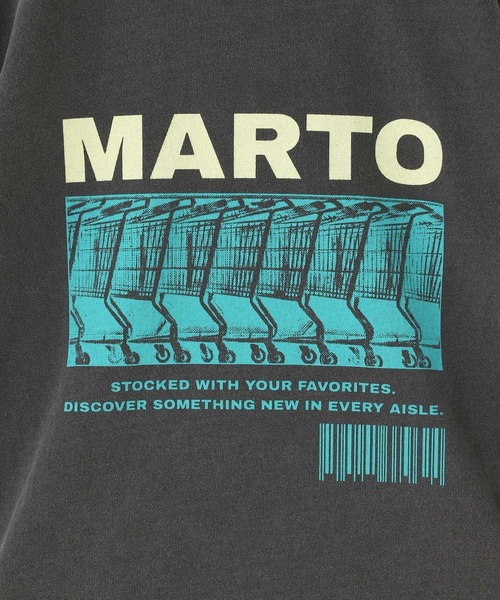 MARTO
STOCKED WITH YOUR FAVORITES.
DISCOVER SOMETHING NEW IN EVERY AISLE.